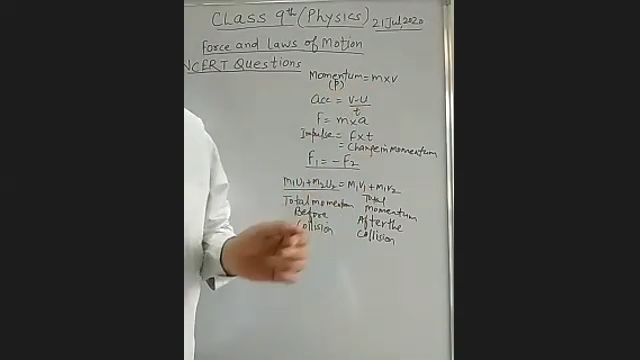 Class 9th (Physics) 21 Jul, 2020
Force and Laws of Motion
NCERT Questions
Momentum = m×v
(P)
Acc = v-u
t
F = m×a
Impulse = F×t
= Change in momentum
F₁ = -F₂
m₁u₁+m₂u₂ = m₁v₁+m₁v₂
Total momentum Before Collision
Total momentum After the Collision